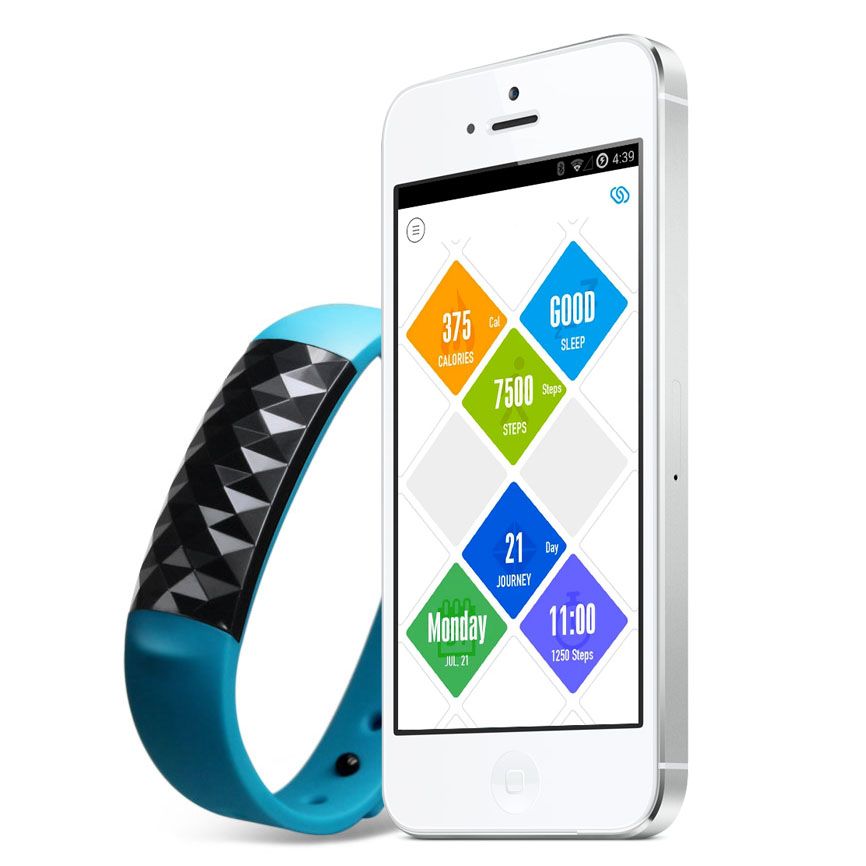 4:39
375 Cal
CALORIES
GOOD
SLEEP
7500 Steps
STEPS
21 Day
JOURNEY
Monday
JUL, 21
11:00
1250 Steps